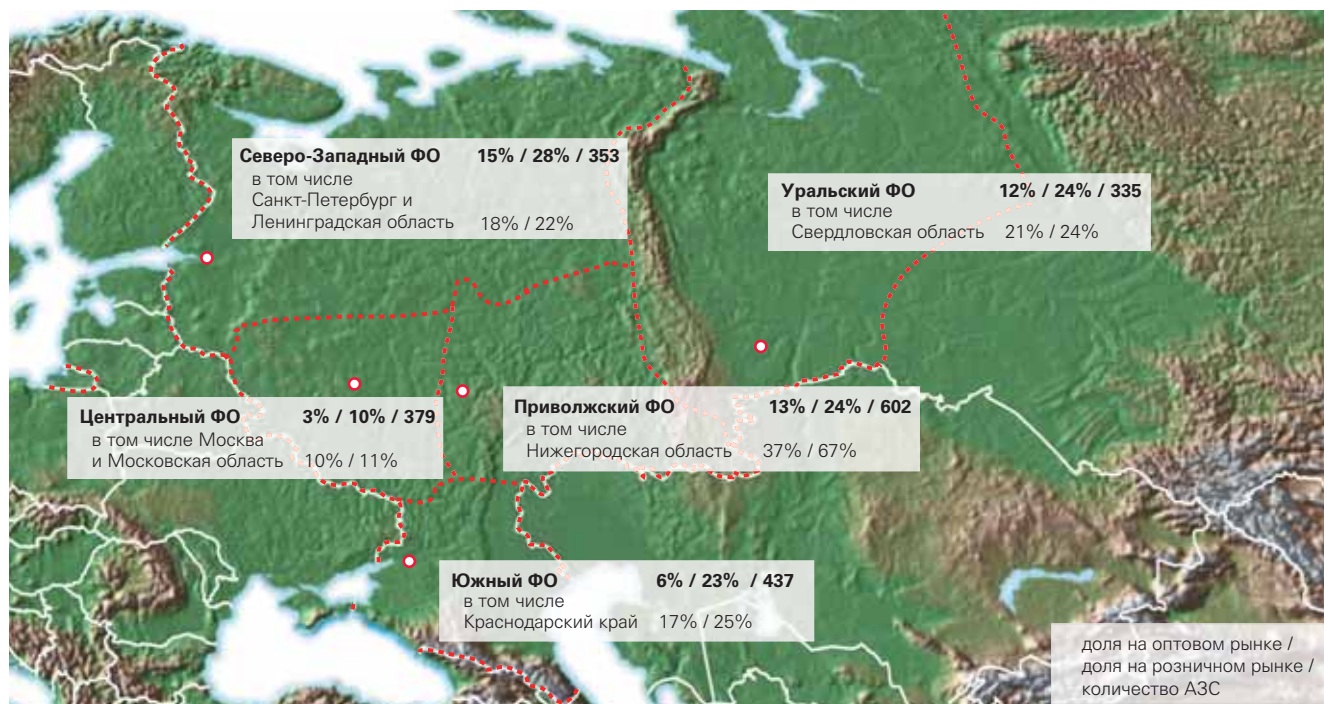 Северо-Западный ФО 15% / 28% / 353
в том числе
Санкт-Петербург и
Ленинградская область 18% / 22%
Уральский ФО 12% / 24% / 335
в том числе
Свердловская область 21% / 24%
Центральный ФО 3% / 10% / 379
в том числе Москва
и Московская область 10% / 11%
Приволжский ФО 13% / 24% / 602
в том числе
Нижегородская область 37% / 67%
Южный ФО 6% / 23% / 437
в том числе
Краснодарский край 17% / 25%
доля на оптовом рынке /
доля на розничном рынке /
количество АЗС